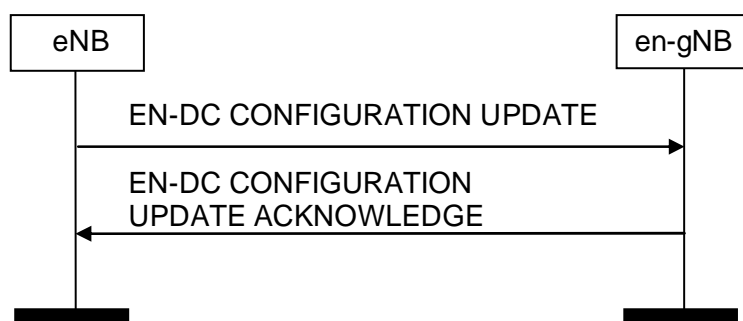 eNB
en-gNB
EN-DC CONFIGURATION UPDATE
EN-DC CONFIGURATION
UPDATE ACKNOWLEDGE